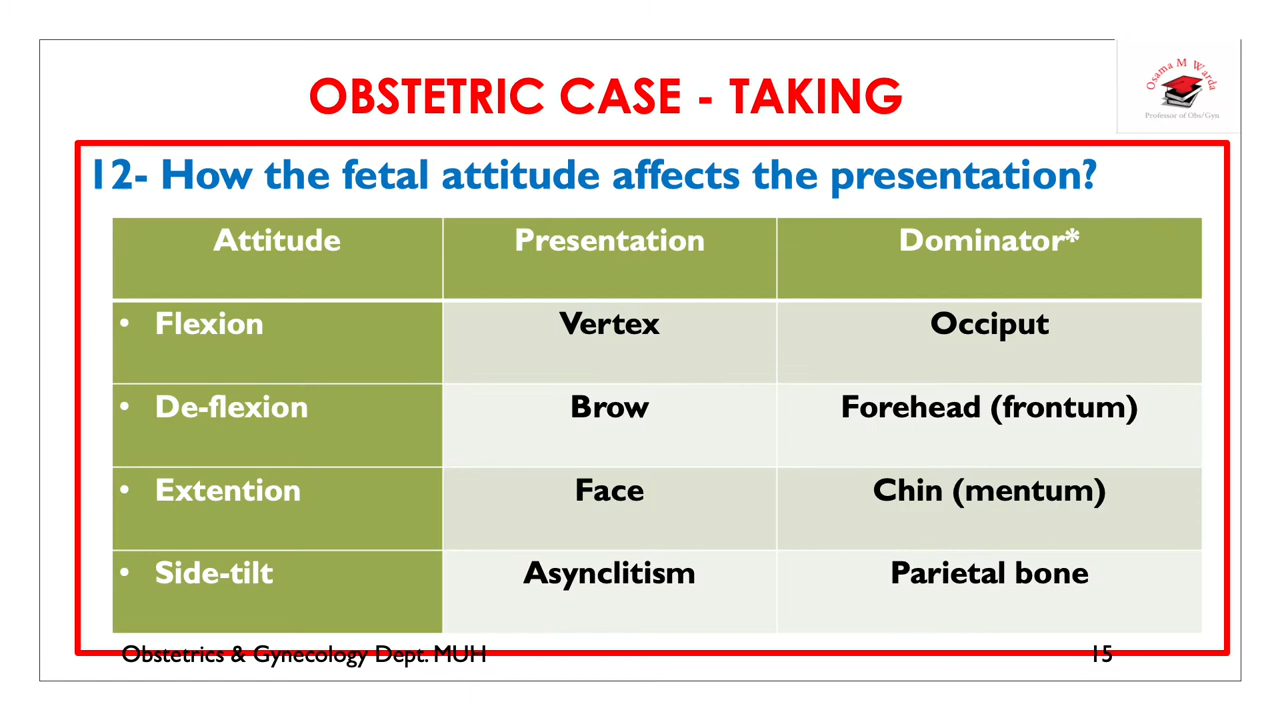 OBSTETRIC CASE - TAKING
Osama M Warda
Professor of Obs/Gyn
12- How the fetal attitude affects the presentation?
Attitude Presentation Dominator*
• Flexion Vertex Occiput
• De-flexion Brow Forehead (frontum)
• Extention Face Chin (mentum)
• Side-tilt Asynclitism Parietal bone
Obstetrics & Gynecology Dept. MUH 15